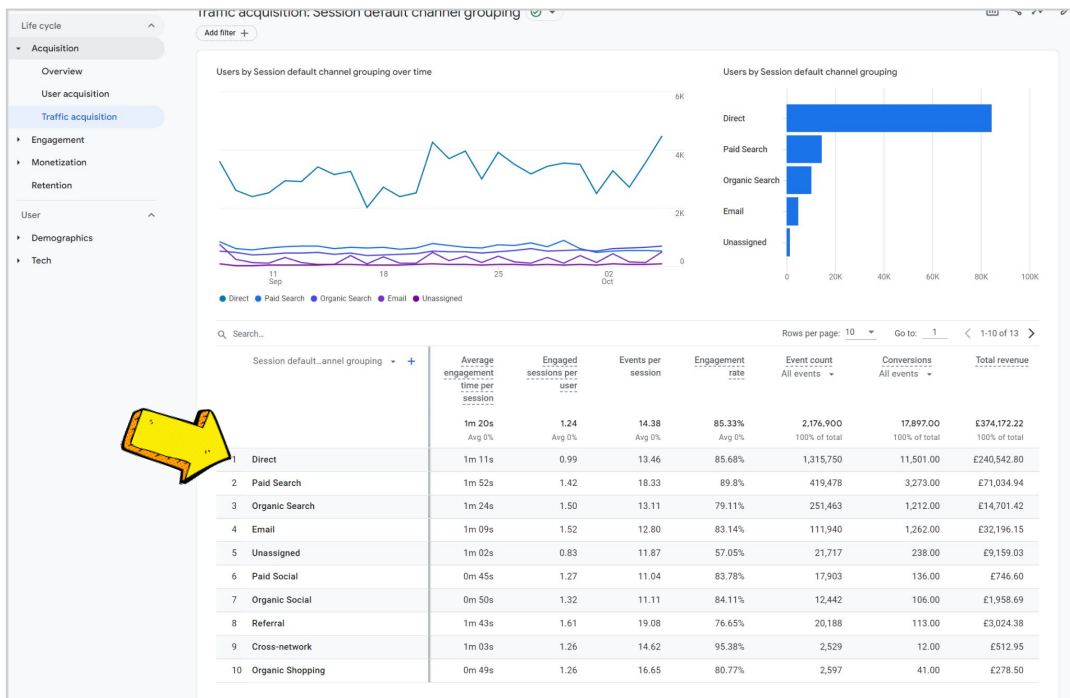 Life cycle
Acquisition
Overview
User acquisition
Traffic acquisition
Engagement
Monetization
Retention
User
Demographics
Tech
Traffic acquisition: Session default channel grouping
Add filter +
Users by Session default channel grouping over time
6K
4K
2K
0
11 Sep
18
25
02 Oct
Direct Paid Search Organic Search Email Unassigned
Users by Session default channel grouping
Direct
Paid Search
Organic Search
Email
Unassigned
0 20K 40K 60K 80K 100K
Search...
Rows per page: 10 Go to: 1 1-10 of 13
Session default...annel grouping +
Average engagement time per session
Engaged sessions per user
Events per session
Engagement rate
Event count All events
Conversions All events
Total revenue
1m 20s 1.24 14.38 85.33% 2,176,900 17,897.00 £374,172.22
Avg 0% Avg 0% Avg 0% Avg 0% 100% of total 100% of total 100% of total
1 Direct 1m 11s 0.99 13.46 85.68% 1,315,750 11,501.00 £240,542.80
2 Paid Search 1m 52s 1.42 18.33 89.8% 419,478 3,273.00 £71,034.94
3 Organic Search 1m 24s 1.50 13.11 79.11% 251,463 1,212.00 £14,701.42
4 Email 1m 09s 1.52 12.80 83.14% 111,940 1,262.00 £32,196.15
5 Unassigned 1m 02s 0.83 11.87 57.05% 21,717 238.00 £9,159.03
6 Paid Social 0m 45s 1.27 11.04 83.78% 17,903 136.00 £746.60
7 Organic Social 0m 50s 1.32 11.11 84.11% 12,442 106.00 £1,958.69
8 Referral 1m 43s 1.61 19.08 76.65% 20,188 113.00 £3,024.38
9 Cross-network 1m 03s 1.26 14.62 95.38% 2,529 12.00 £512.95
10 Organic Shopping 0m 49s 1.26 16.65 80.77% 2,597 41.00 £278.50